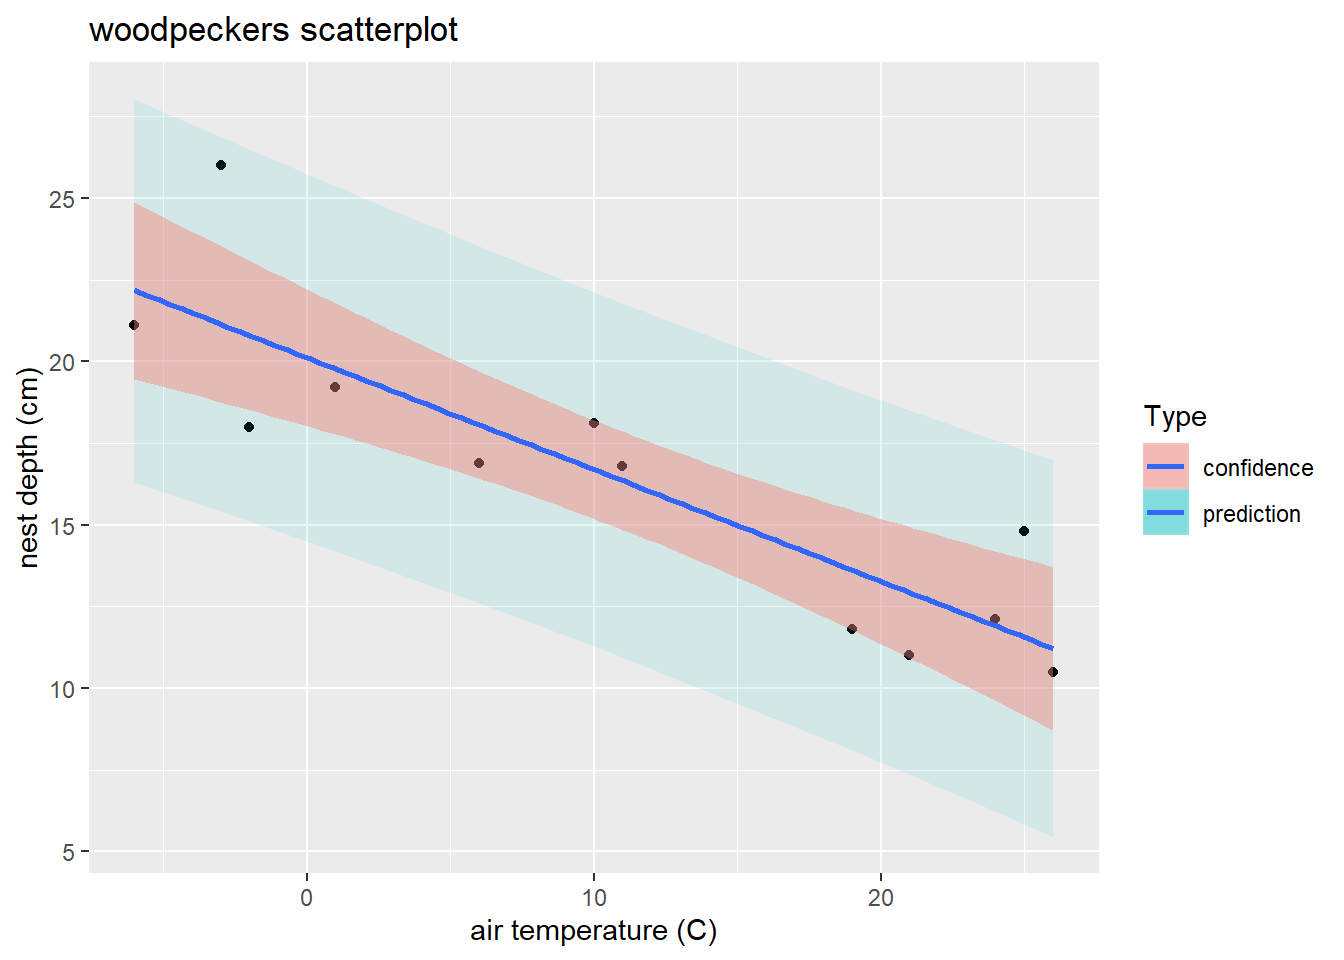 woodpeckers scatterplot
nest depth (cm)
25
20
15
10
5
0
10
20
air temperature (C)
Type
confidence
prediction